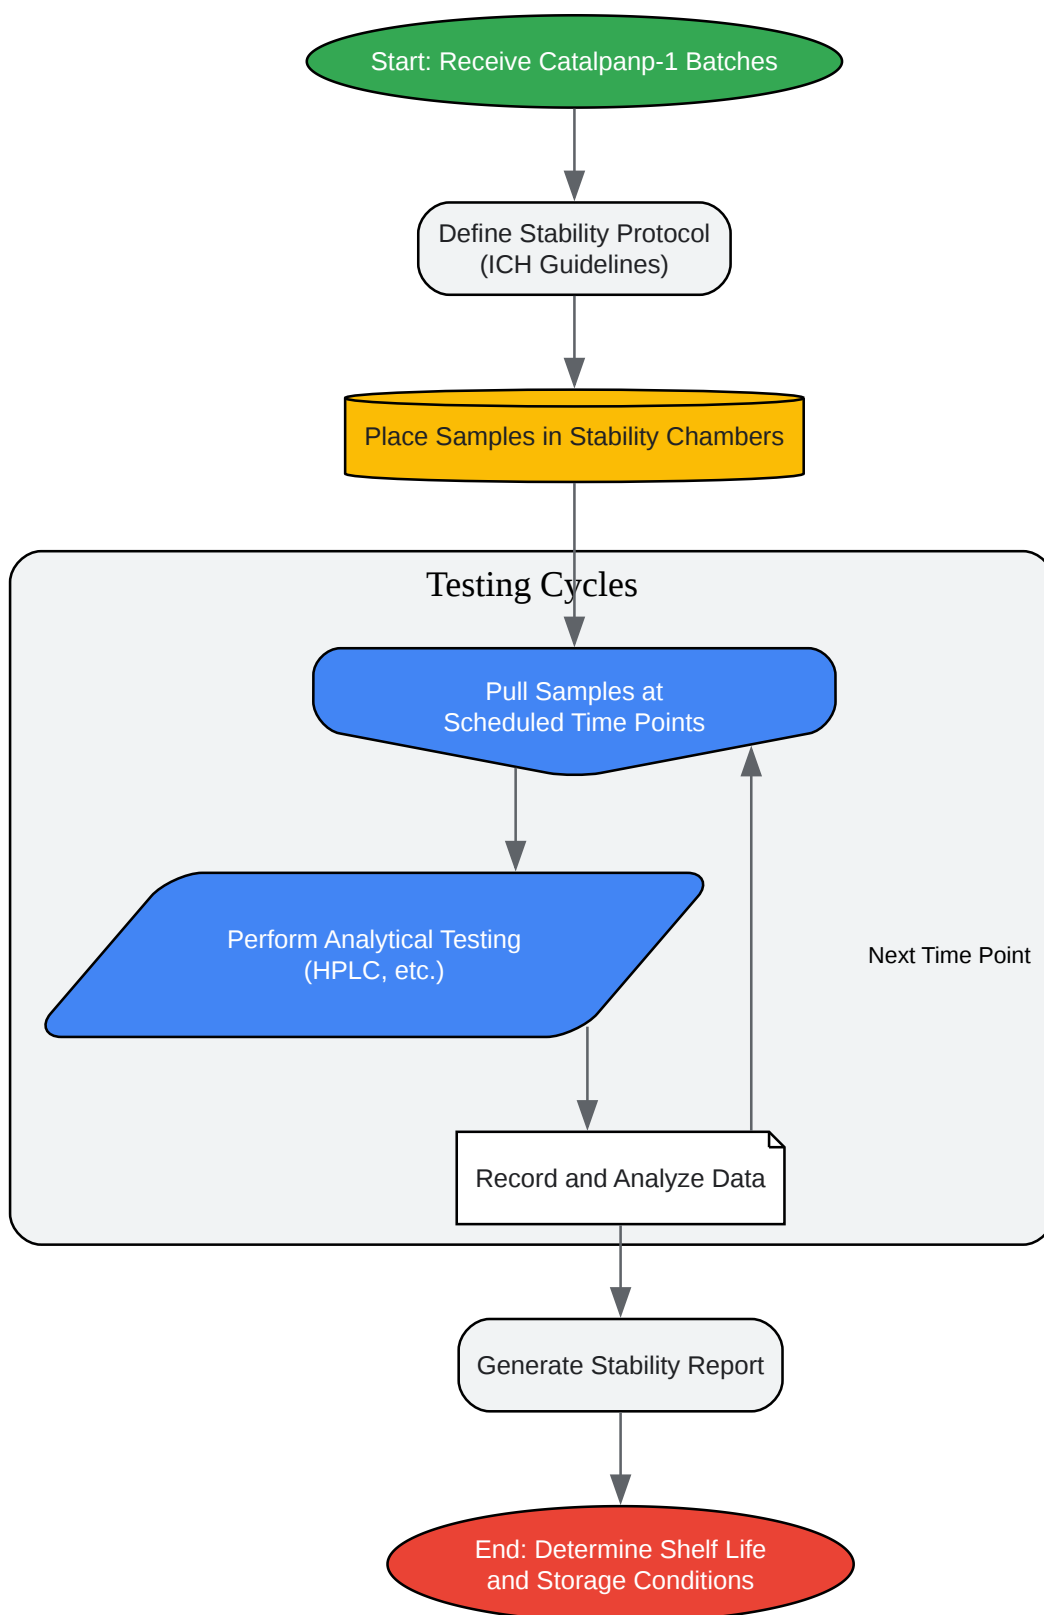 Start: Receive Catalpanp-1 Batches
Define Stability Protocol
(ICH Guidelines)
Place Samples in Stability Chambers
Testing Cycles
Pull Samples at
Scheduled Time Points
Perform Analytical Testing
(HPLC, etc.)
Next Time Point
Record and Analyze Data
Generate Stability Report
End: Determine Shelf Life
and Storage Conditions